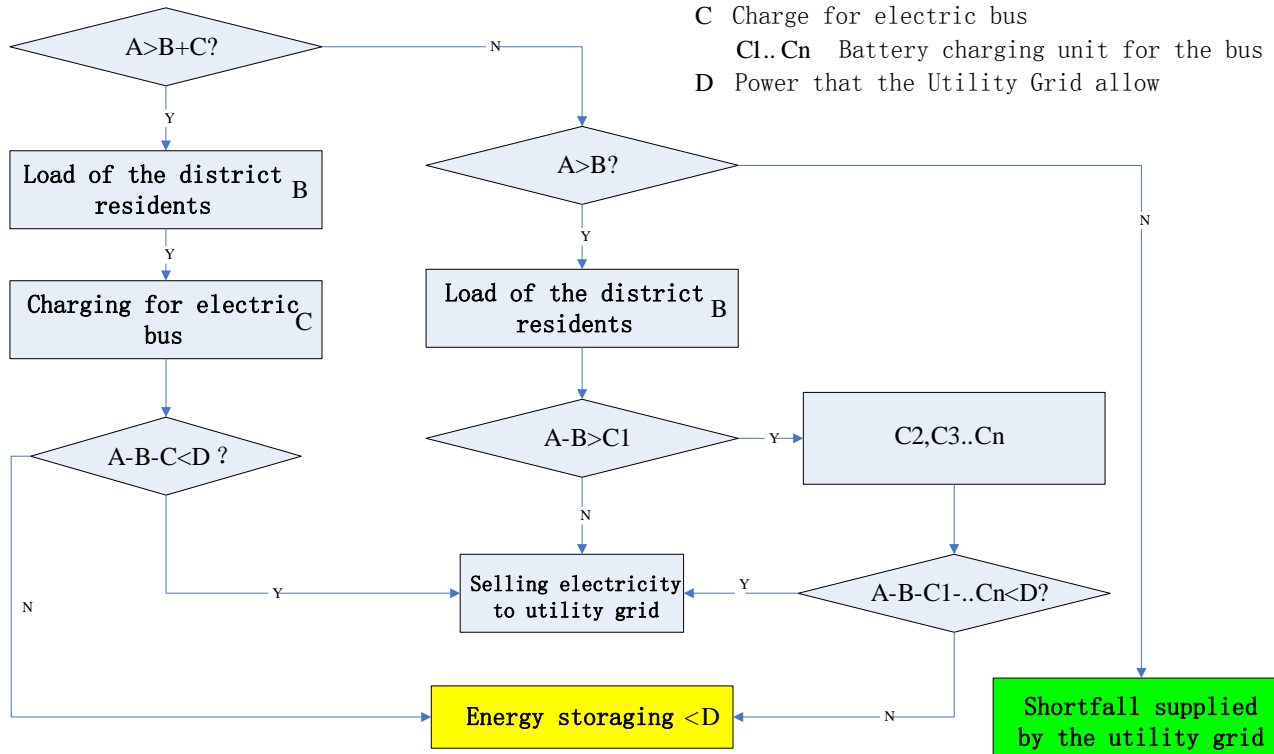 C Charge for electric bus
C1.. Cn Battery charging unit for the bus
D Power that the Utility Grid allow
A>B+C?
N
Y
Load of the district
residents
B
Y
Charging for electric
bus
C
A-B-C<D ?
Y
N
A>B?
N
Y
Load of the district
residents
B
A-B>C1
Y
N
C2,C3..Cn
A-B-C1-..Cn<D?
Y
N
Selling electricity
to utility grid
Energy storaging <D
Shortfall supplied
by the utility grid